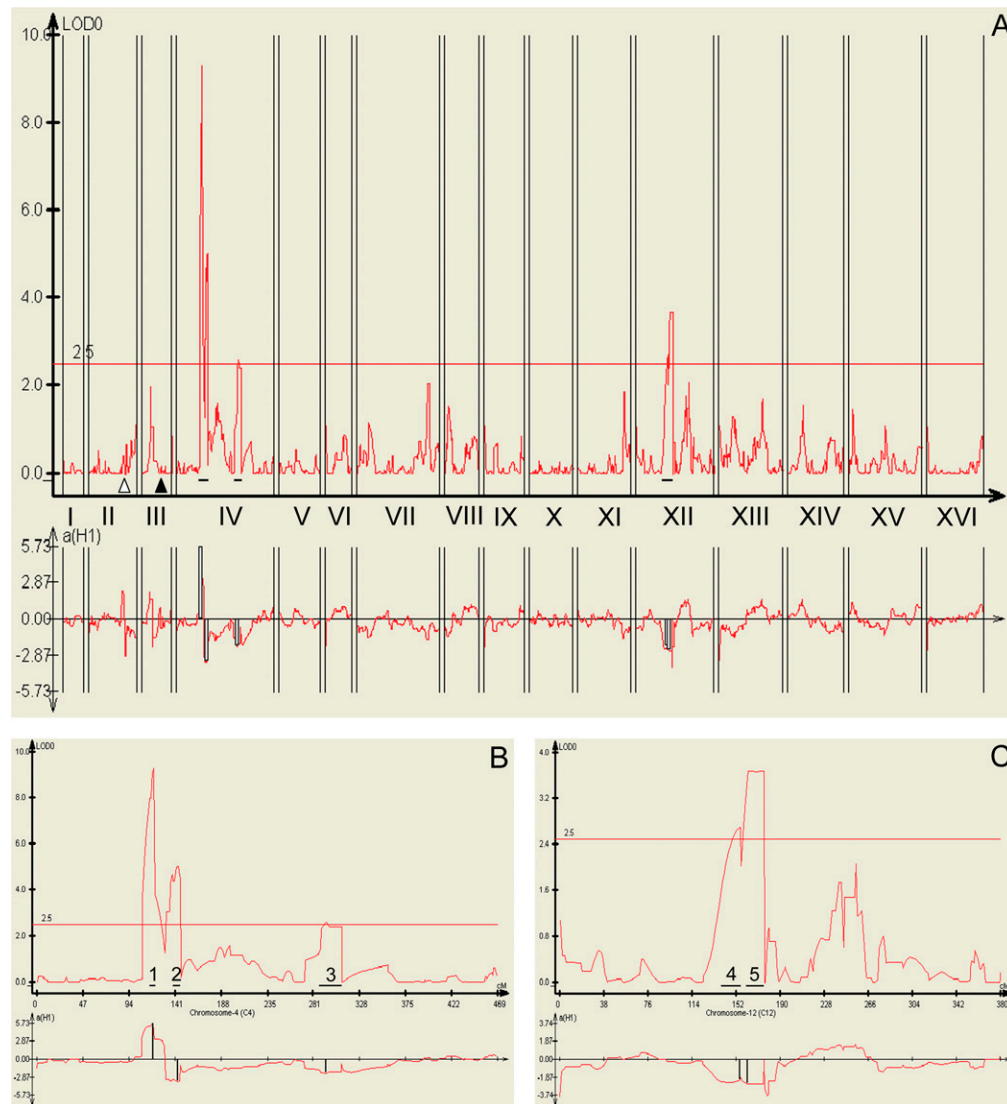 LOD0
A
10.0
8.0
6.0
4.0
2.5
2.0
0.0
I II III IV V VI VII VIII IX X XI XII XIII XIV XV XVI
a(H1)
5.73
2.87
0.00
-2.87
-5.73
LOD0
B
10.0
8.0
6.0
4.0
2.5
2.0
0.0
1 2 3
cM
0 47 94 141 188 235 281 328 375 422 469
Chromosome-4 (C4)
a(H1)
5.73
2.87
0.00
-2.87
-5.73
LOD0
C
4.0
3.2
2.5
2.4
1.6
0.8
0.0
4 5
cM
0 38 76 114 152 190 228 266 304 342 380
Chromosome-12 (C12)
a(H1)
3.74
1.87
0.00
-1.87
-3.74